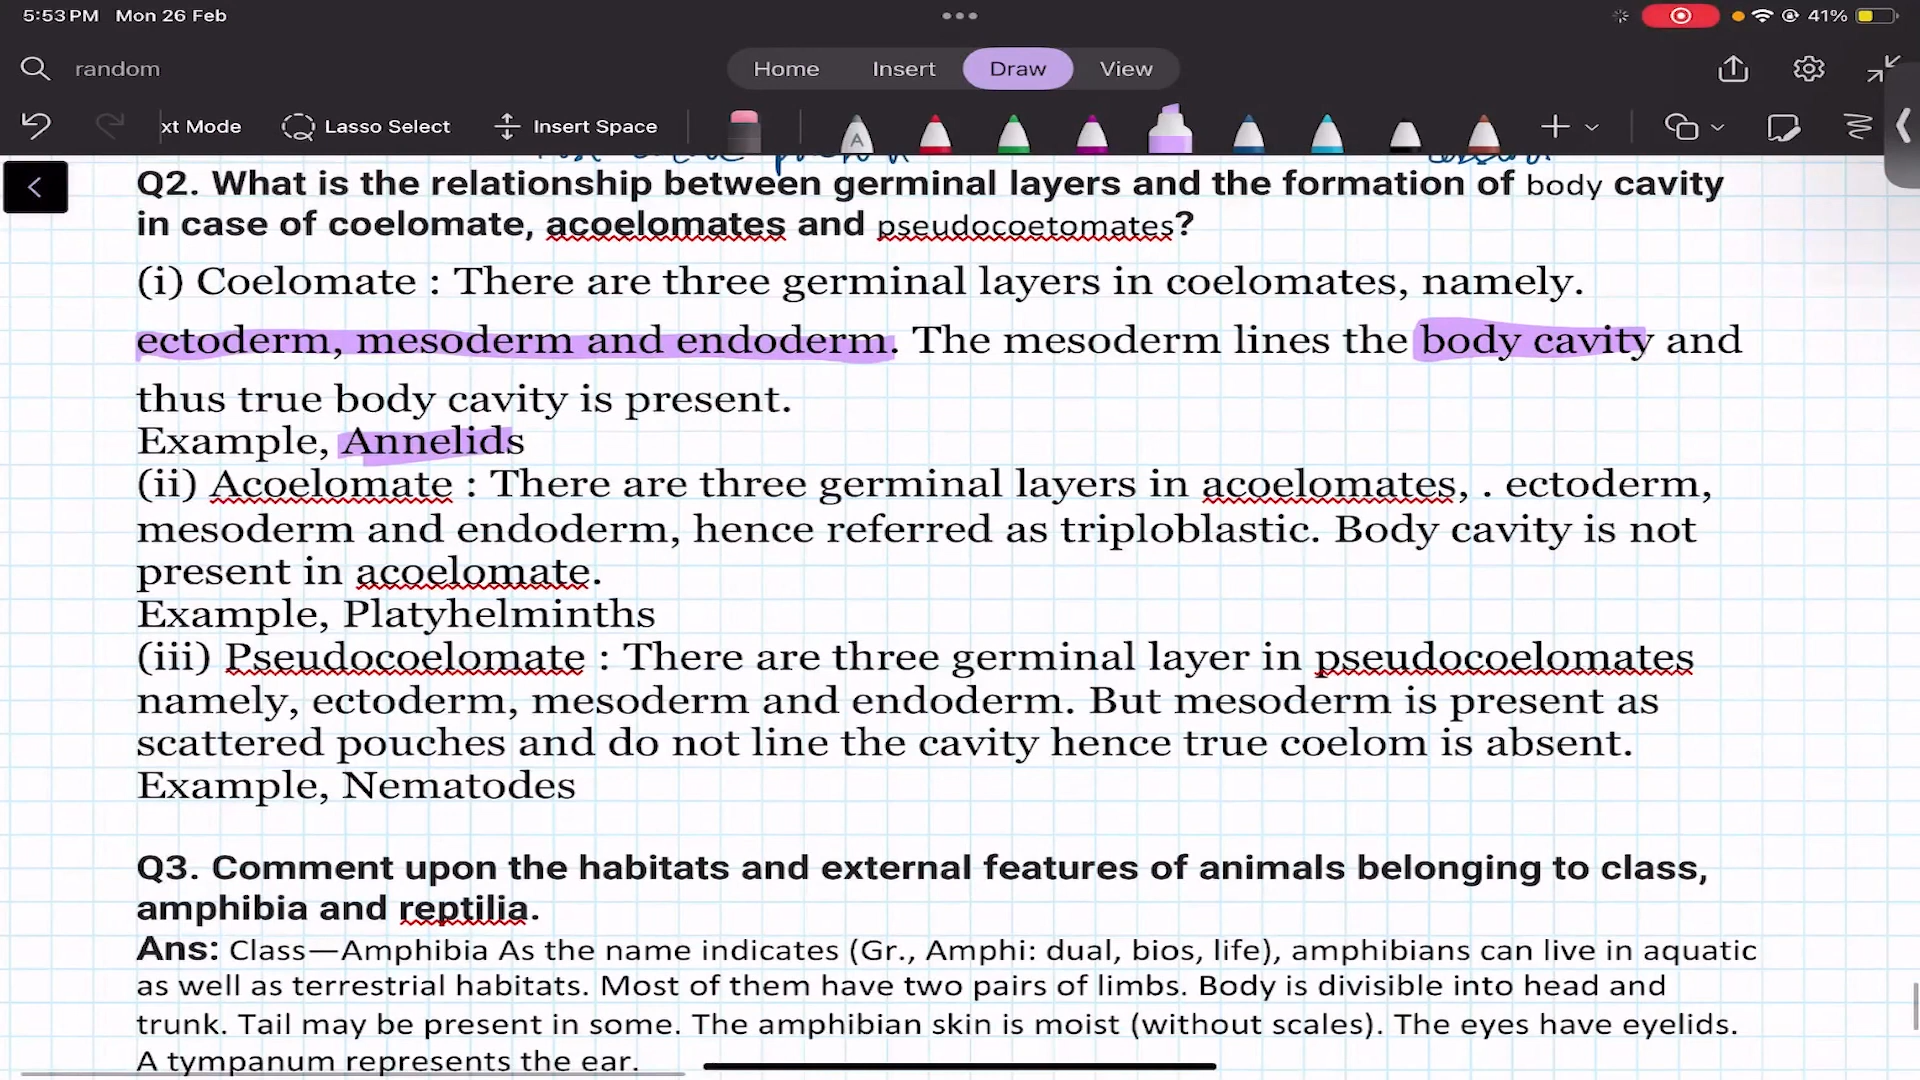 5:53 PM Mon 26 Feb
41%
random
Home Insert Draw View
xt Mode Lasso Select Insert Space
A
Q2. What is the relationship between germinal layers and the formation of body cavity
in case of coelomate, acoelomates and pseudocoetomates?
(i) Coelomate : There are three germinal layers in coelomates, namely.
ectoderm, mesoderm and endoderm. The mesoderm lines the body cavity and
thus true body cavity is present.
Example, Annelids
(ii) Acoelomate : There are three germinal layers in acoelomates, . ectoderm,
mesoderm and endoderm, hence referred as triploblastic. Body cavity is not
present in acoelomate.
Example, Platyhelminths
(iii) Pseudocoelomate : There are three germinal layer in pseudocoelomates
namely, ectoderm, mesoderm and endoderm. But mesoderm is present as
scattered pouches and do not line the cavity hence true coelom is absent.
Example, Nematodes
Q3. Comment upon the habitats and external features of animals belonging to class,
amphibia and reptilia.
Ans: Class—Amphibia As the name indicates (Gr., Amphi: dual, bios, life), amphibians can live in aquatic
as well as terrestrial habitats. Most of them have two pairs of limbs. Body is divisible into head and
trunk. Tail may be present in some. The amphibian skin is moist (without scales). The eyes have eyelids.
A tympanum represents the ear.